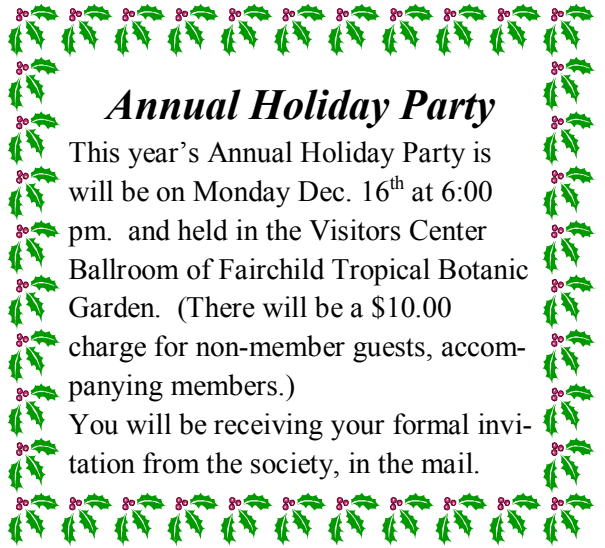 Annual Holiday Party
This year’s Annual Holiday Party is
will be on Monday Dec. 16th at 6:00
pm.  and held in the Visitors Center
Ballroom of Fairchild Tropical Botanic
Garden.  (There will be a $10.00
charge for non-member guests, accom-
panying members.)
You will be receiving your formal invi-
tation from the society, in the mail.